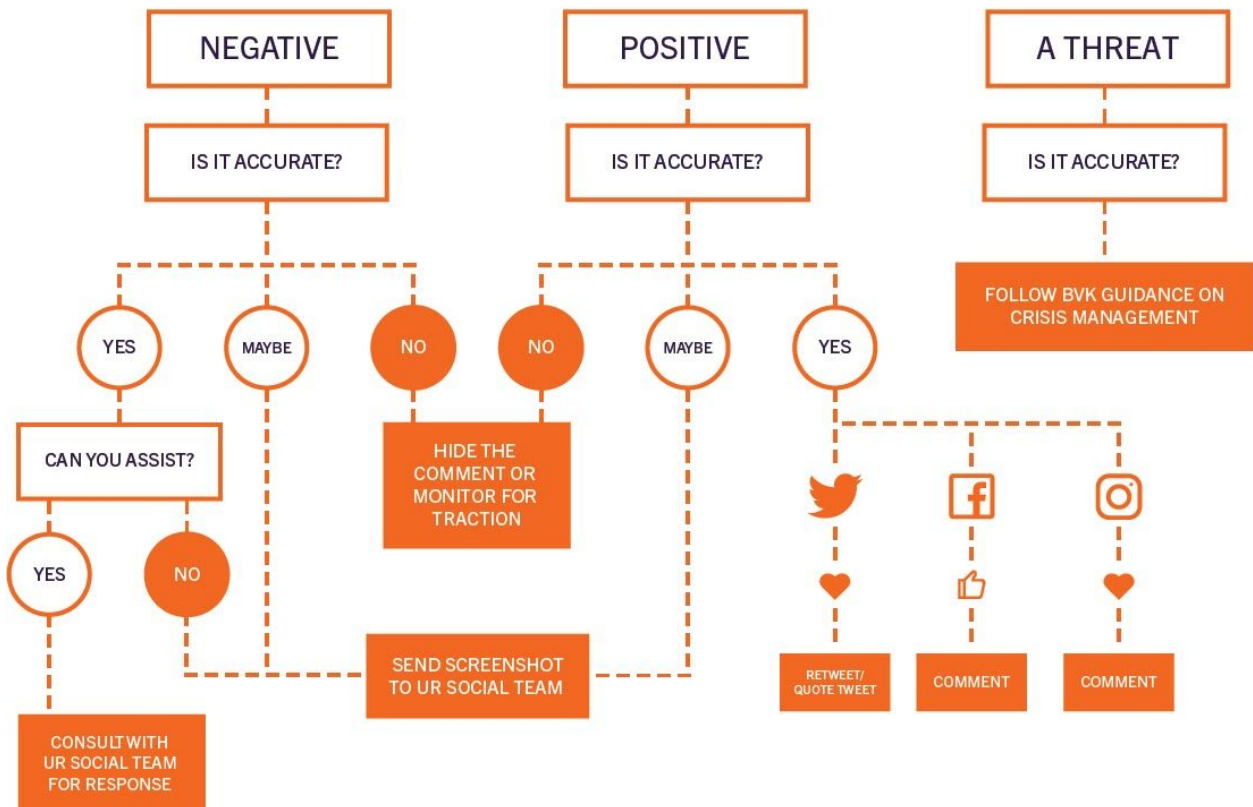 NEGATIVE
POSITIVE
A THREAT
IS IT ACCURATE?
IS IT ACCURATE?
IS IT ACCURATE?
FOLLOW BVK GUIDANCE ON
CRISIS MANAGEMENT
YES
MAYBE
NO
NO
MAYBE
YES
CAN YOU ASSIST?
HIDE THE
COMMENT OR
MONITOR FOR
TRACTION
YES
NO
SEND SCREENSHOT
TO UR SOCIAL TEAM
RETWEET/
QUOTE TWEET
COMMENT
COMMENT
CONSULT WITH
UR SOCIAL TEAM
FOR RESPONSE